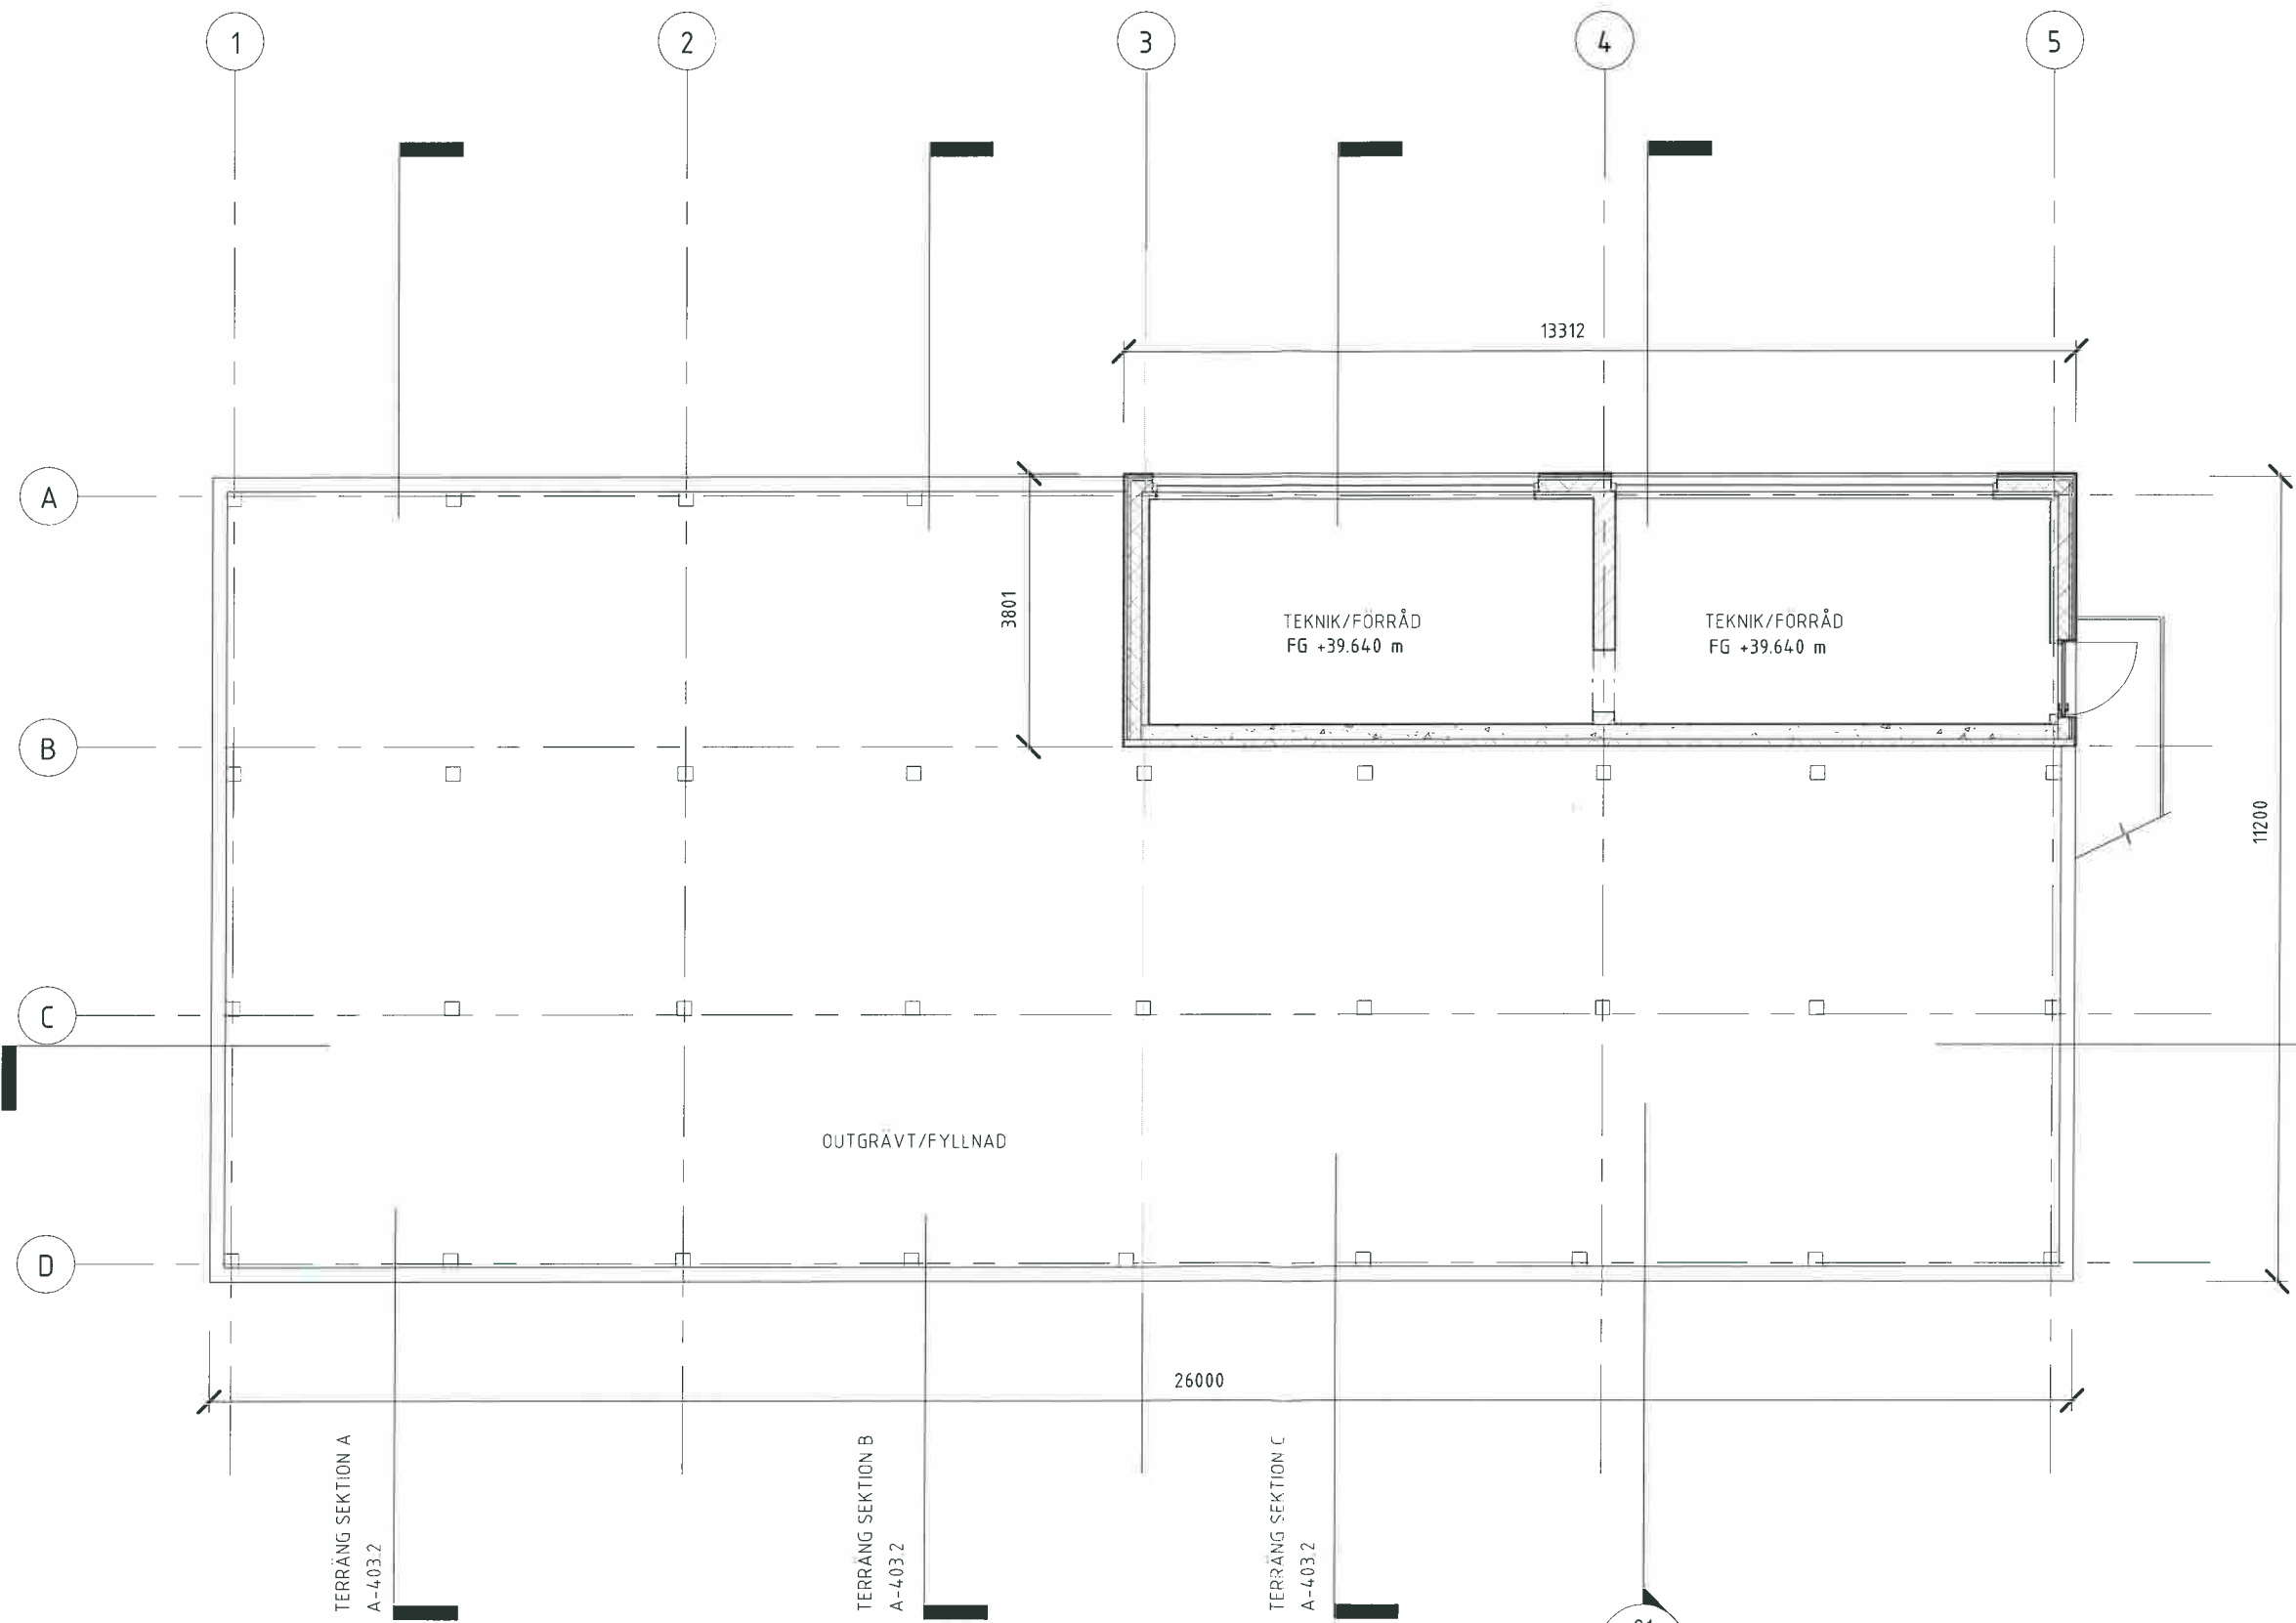 1
2
3
4
5
13312
A
3801
TEKNIK/FÖRRÅD
FG +39.640 m
TEKNIK/FÖRRÅD
FG +39.640 m
B
11200
C
OUTGRÄVT/FYLLNAD
D
26000
TERRÄNG SEKTION A
A-403.2
TERRÄNG SEKTION B
A-403.2
TERRÄNG SEKTION C
A-403.2